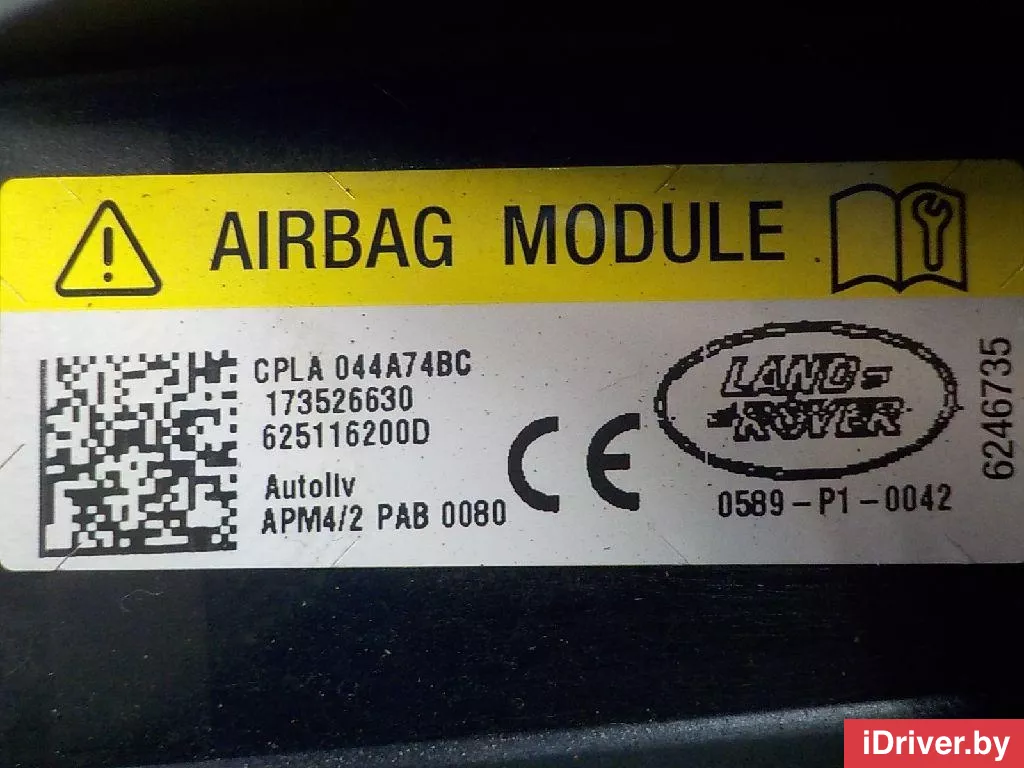 AIRBAG MODULE
CPLA 044A74BC
173526630
625116200D
Autoliv
APM4/2 PAB 0080
CE
LAND-
-ROVER
0589-P1-0042
6246735
iDriver.by